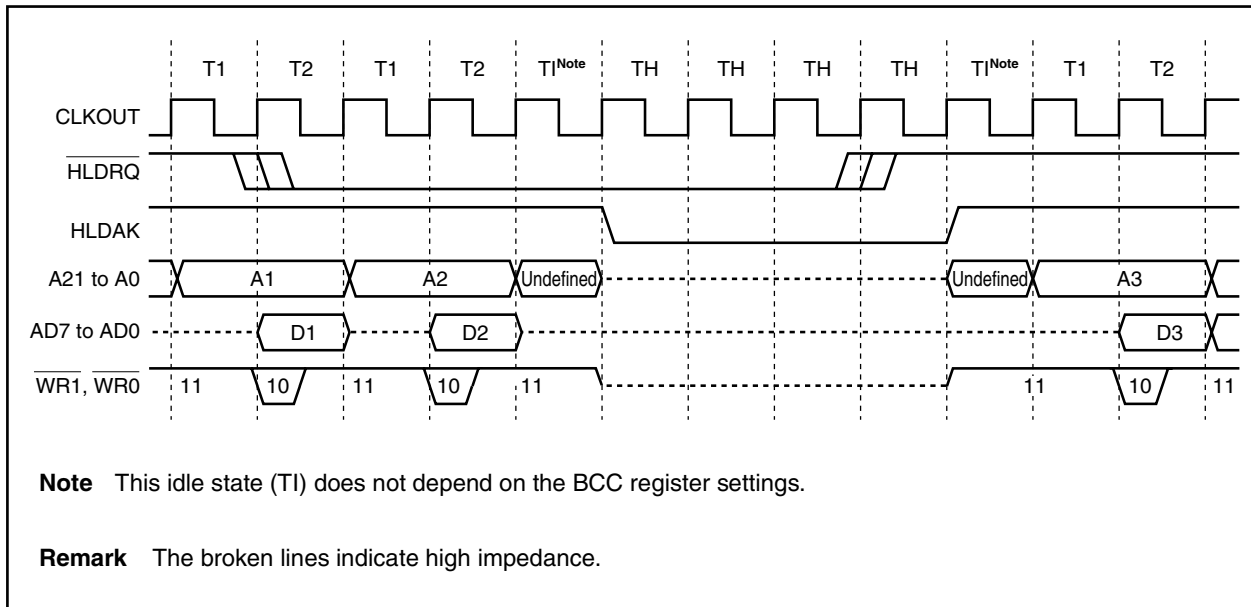 T1 T2 T1 T2 TINote TH TH TH TH TINote T1 T2
CLKOUT
HLDRQ
HLDAK
A21 to A0 A1 A2 Undefined Undefined A3
AD7 to AD0 D1 D2 D3
WR1, WR0 11 10 11 10 11 11 10 11
Note This idle state (TI) does not depend on the BCC register settings.
Remark The broken lines indicate high impedance.